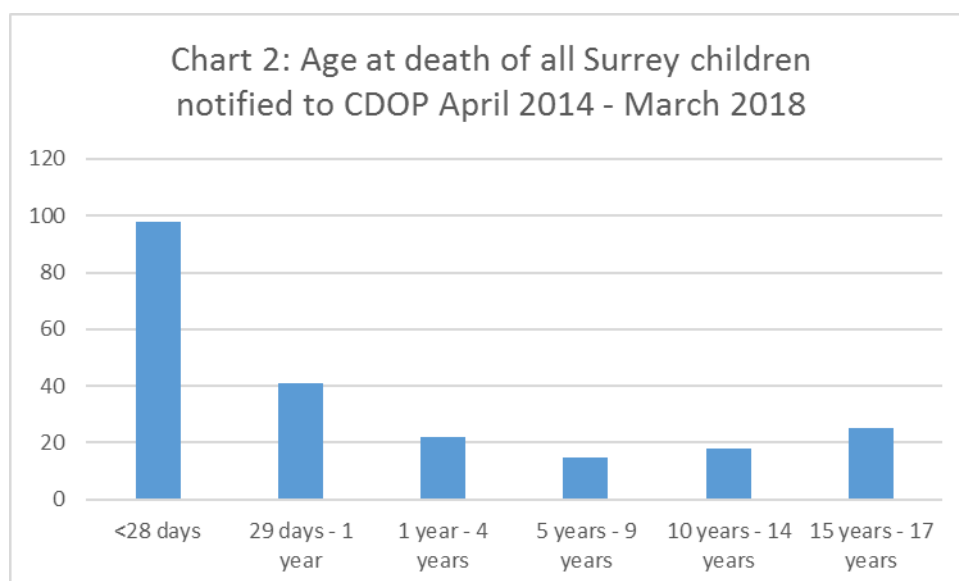 Chart 2: Age at death of all Surrey children
notified to CDOP April 2014 - March 2018
120
100
80
60
40
20
0
<28 days
29 days - 1
year
1 year - 4
years
5 years - 9
years
10 years - 14
years
15 years - 17
years